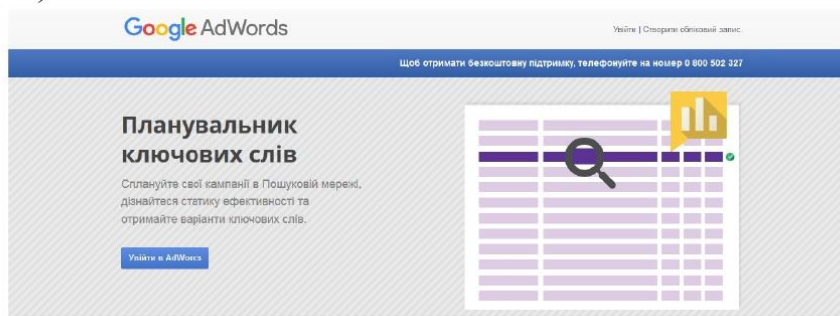 Google AdWords
Увійти | Створити обліковий запис
Щоб отримати безкоштовну підтримку, телефонуйте на номер 0 800 502 327
Планувальник
ключових слів
Сплануйте свої кампанії в Пошуковій мережі,
дізнайтеся статику ефективності та
отримайте варіанти ключових слів.
Увійти в AdWords